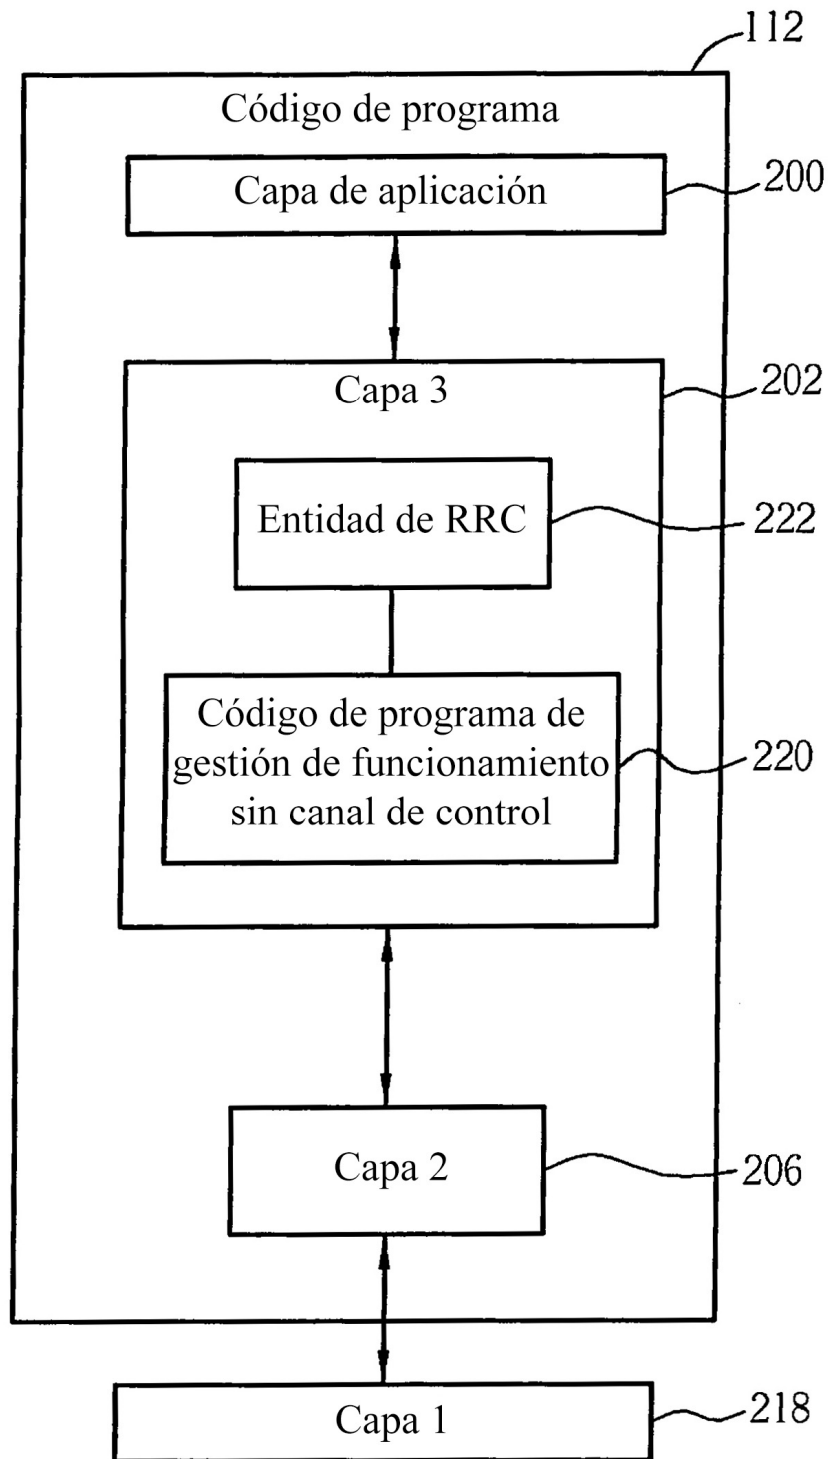 112
Código de programa
Capa de aplicación
200
Capa 3
202
Entidad de RRC
222
Código de programa de
gestión de funcionamiento
sin canal de control
220
Capa 2
206
Capa 1
218